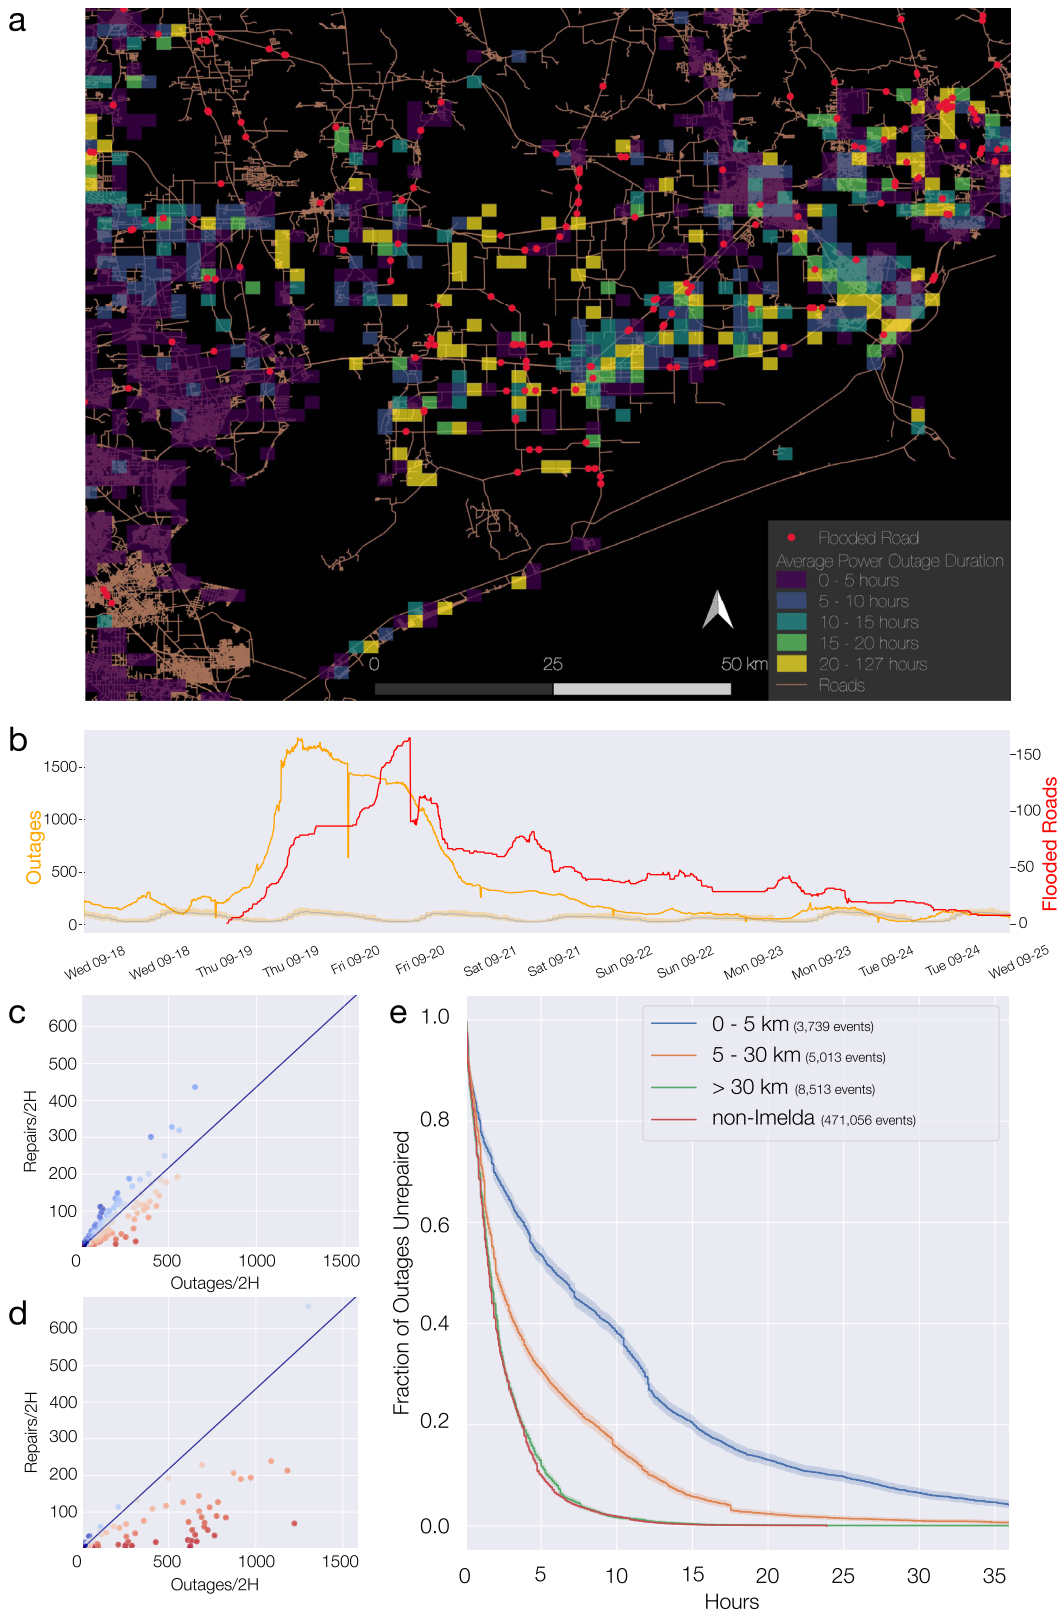 a
Flooded Road
Average Power Outage Duration
0 - 5 hours
5 - 10 hours
10 - 15 hours
15 - 20 hours
20 - 127 hours
Roads
0 25 50 km
b
1500
1000
500
0
Outages
150
100
50
0
Flooded Roads
Wed 09-18 Wed 09-18 Thu 09-19 Thu 09-19 Fri 09-20 Fri 09-20 Sat 09-21 Sat 09-21 Sun 09-22 Sun 09-22 Mon 09-23 Mon 09-23 Tue 09-24 Tue 09-24 Wed 09-25
c
600
500
400
300
200
100
Repairs/2H
0 500 1000 1500
Outages/2H
d
600
500
400
300
200
100
Repairs/2H
0 500 1000 1500
Outages/2H
e
1.0
0.8
0.6
0.4
0.2
0.0
Fraction of Outages Unrepaired
0 - 5 km (3,739 events)
5 - 30 km (5,013 events)
> 30 km (8,513 events)
non-Imelda (471,056 events)
0 5 10 15 20 25 30 35
Hours